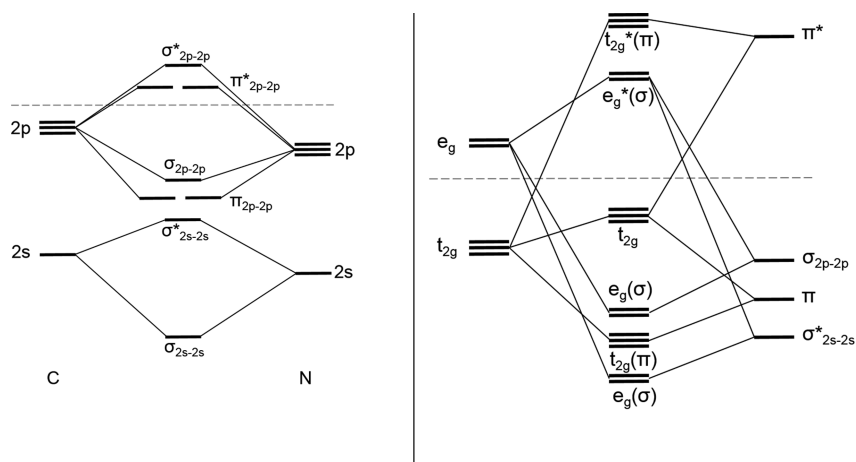 σ*2p-2p
π*2p-2p
2p
2p
σ2p-2p
π2p-2p
σ*2s-2s
2s
2s
σ2s-2s
C
N
t2g*(π)
π*
eg*(σ)
eg
t2g
t2g
σ2p-2p
eg(σ)
π
t2g(π)
σ*2s-2s
eg(σ)